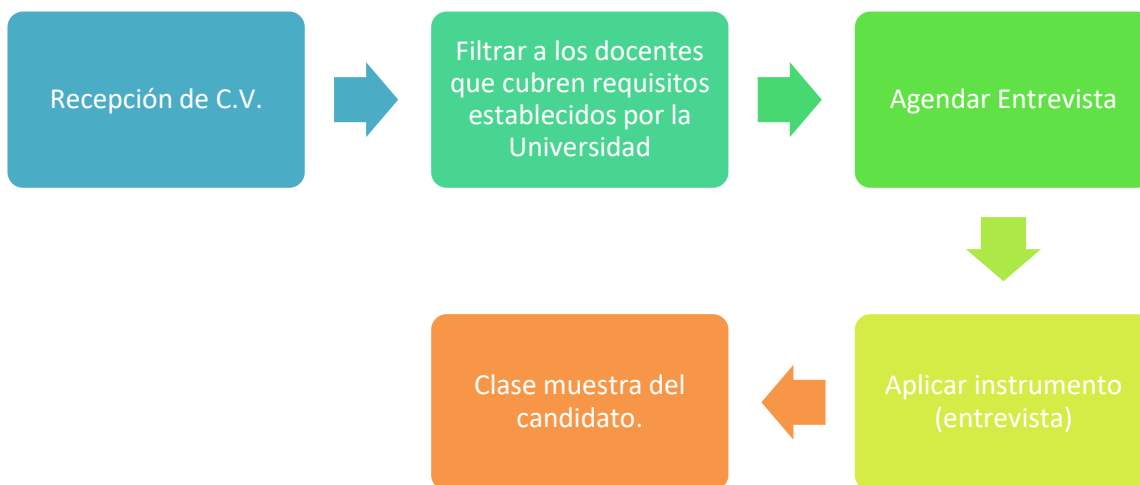 Recepción de C.V.
Filtrar a los docentes
que cubren requisitos
establecidos por la
Universidad
Agendar Entrevista
Aplicar instrumento
(entrevista)
Clase muestra del
candidato.